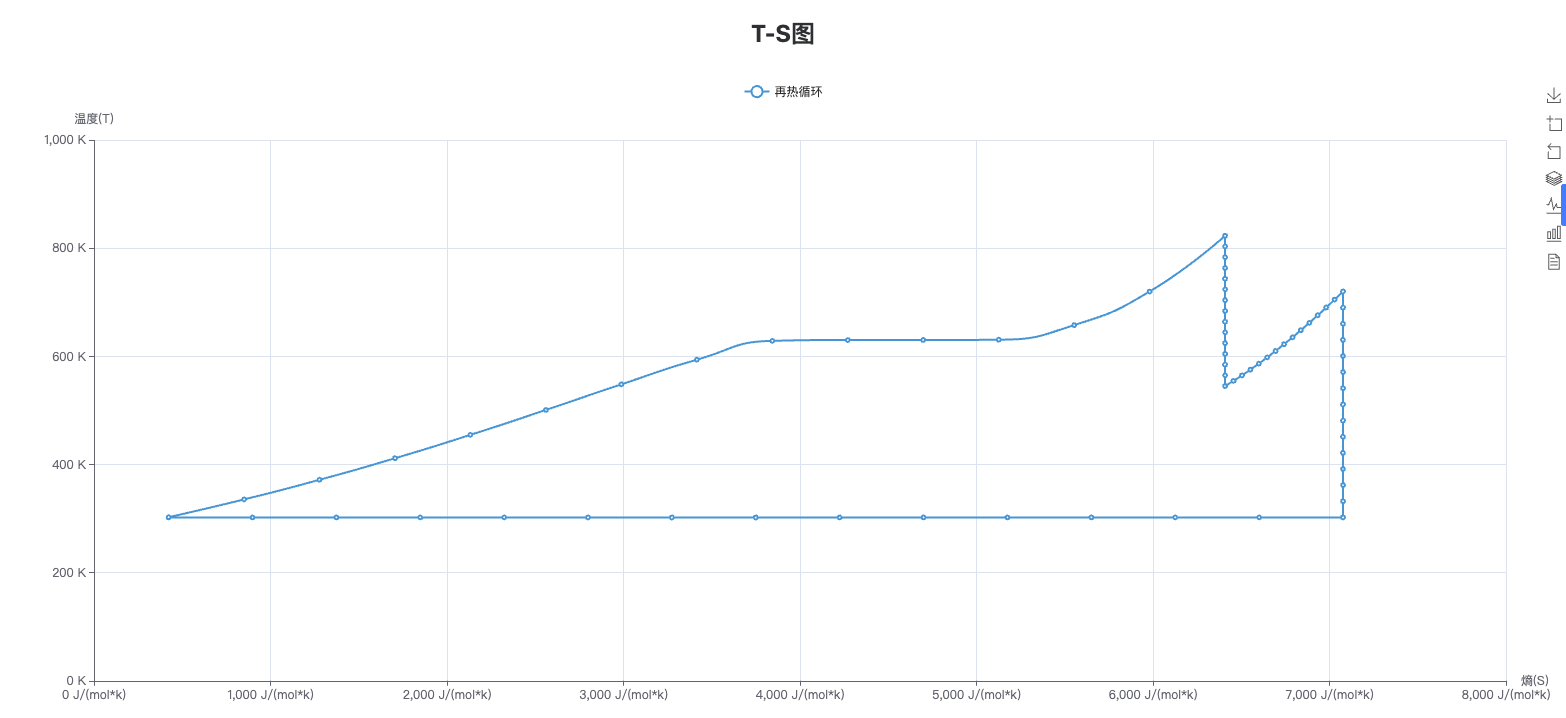 T-S图
再热循环
温度(T)
1,000 K
800 K
600 K
400 K
200 K
0 K
0 J/(mol*k)
1,000 J/(mol*k)
2,000 J/(mol*k)
3,000 J/(mol*k)
4,000 J/(mol*k)
5,000 J/(mol*k)
6,000 J/(mol*k)
7,000 J/(mol*k)
8,000 J/(mol*k)
熵(S)